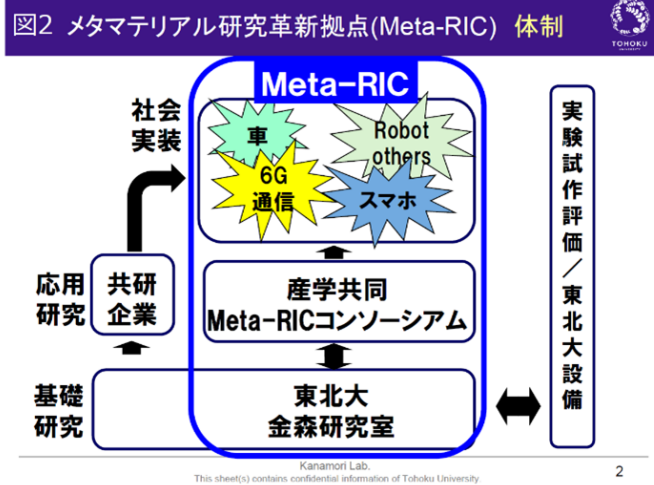 図2 メタマテリアル研究革新拠点(Meta-RIC) 体制
TOHOKU
UNIVERSITY
Meta-RIC
社会
実装
車
Robot
others
6G
通信
スマホ
応用
研究
共研
企業
産学共同
Meta-RICコンソーシアム
基礎
研究
東北大
金森研究室
実験試作評価／東北大設備
Kanamori Lab.
This sheet(s) contains confidential information of Tohoku University
2